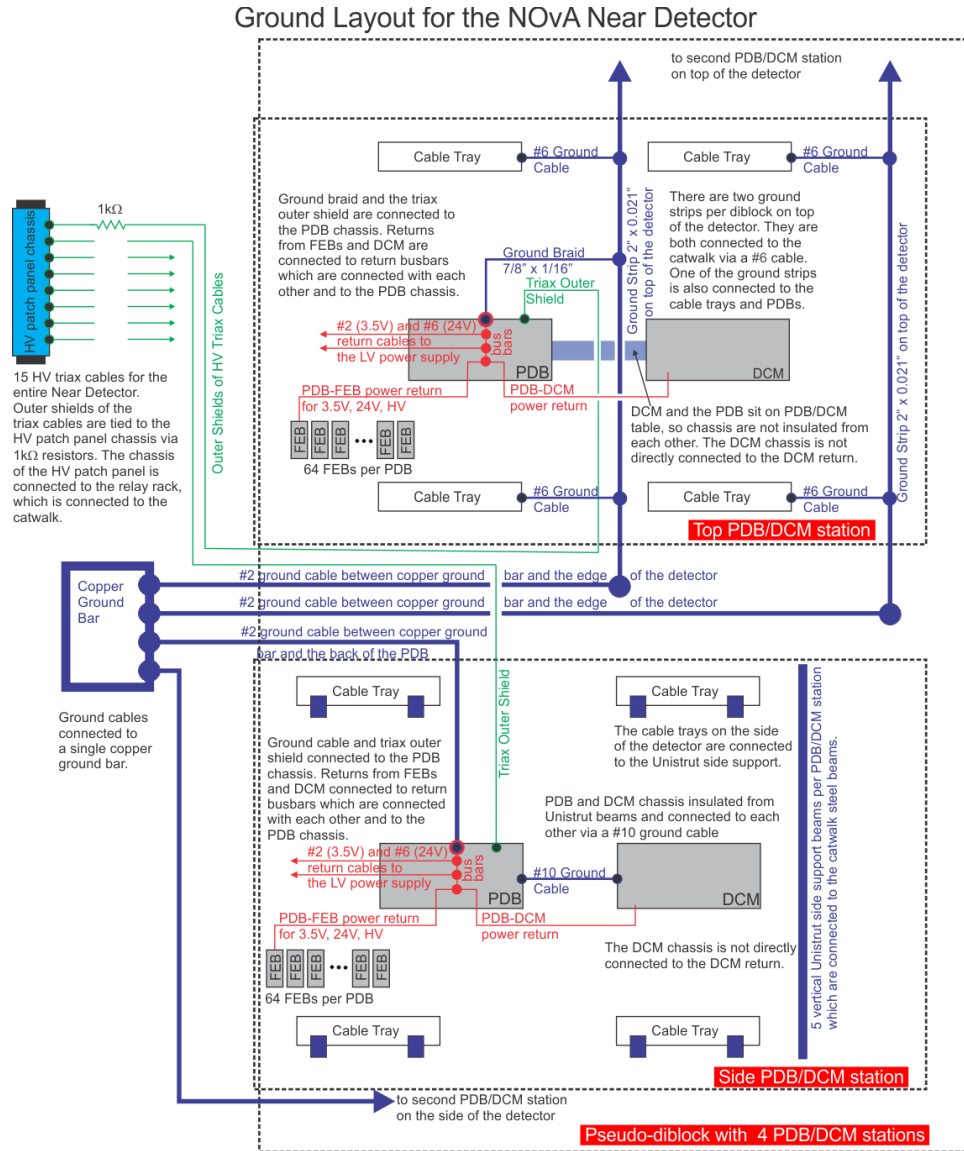 Ground Layout for the NOvA Near Detector
to second PDB/DCM station
on top of the detector
Cable Tray
#6 Ground
Cable
Cable Tray
#6 Ground
Cable
HV patch panel chassis
1kΩ
Outer Shields of HV Triax Cables
15 HV triax cables for the
entire Near Detector.
Outer shields of the
triax cables are tied to the
HV patch panel chassis via
1kΩ resistors. The chassis
of the HV patch panel is
connected to the relay rack,
which is connected to the
catwalk.
Ground braid and the triax
outer shield are connected to
the PDB chassis. Returns
from FEBs and DCM are
connected to return busbars
which are connected with each
other and to the PDB chassis.
Ground Braid
7/8" x 1/16"
Triax Outer
Shield
Ground Strip 2" x 0.021"
on top of the detector
There are two ground
strips per diblock on top
of the detector. They are
both connected to the
catwalk via a #6 cable.
One of the ground strips
is also connected to the
cable trays and PDBs.
Ground Strip 2" x 0.021" on top of the detector
#2 (3.5V) and #6 (24V)
return cables to
the LV power supply
bus
bars
PDB
DCM
PDB-FEB power return
for 3.5V, 24V, HV
PDB-DCM
power return
FEB
FEB
FEB
FEB
FEB
64 FEBs per PDB
DCM and the PDB sit on PDB/DCM
table, so chassis are not insulated from
each other. The DCM chassis is not
directly connected to the DCM return.
Cable Tray
#6 Ground
Cable
Cable Tray
#6 Ground
Cable
Top PDB/DCM station
Copper
Ground
Bar
#2 ground cable between copper ground bar and the edge of the detector
#2 ground cable between copper ground bar and the edge of the detector
#2 ground cable between copper ground
bar and the back of the PDB
Ground cables
connected to
a single copper
ground bar.
Cable Tray
Cable Tray
Triax Outer Shield
The cable trays on the side
of the detector are connected
to the Unistrut side support.
5 vertical Unistrut side support beams per PDB/DCM station
which are connected to the catwalk steel beams.
Ground cable and triax outer
shield connected to the PDB
chassis. Returns from FEBs
and DCM connected to return
busbars which are connected
with each other and to the
PDB chassis.
PDB and DCM chassis insulated from
Unistrut beams and connected to each
other via a #10 ground cable
#2 (3.5V) and #6 (24V)
return cables to
the LV power supply
bus
bars
PDB
#10 Ground
Cable
DCM
PDB-FEB power return
for 3.5V, 24V, HV
PDB-DCM
power return
FEB
FEB
FEB
FEB
FEB
64 FEBs per PDB
The DCM chassis is not directly
connected to the DCM return.
Cable Tray
Cable Tray
Side PDB/DCM station
to second PDB/DCM station
on the side of the detector
Pseudo-diblock with 4 PDB/DCM stations